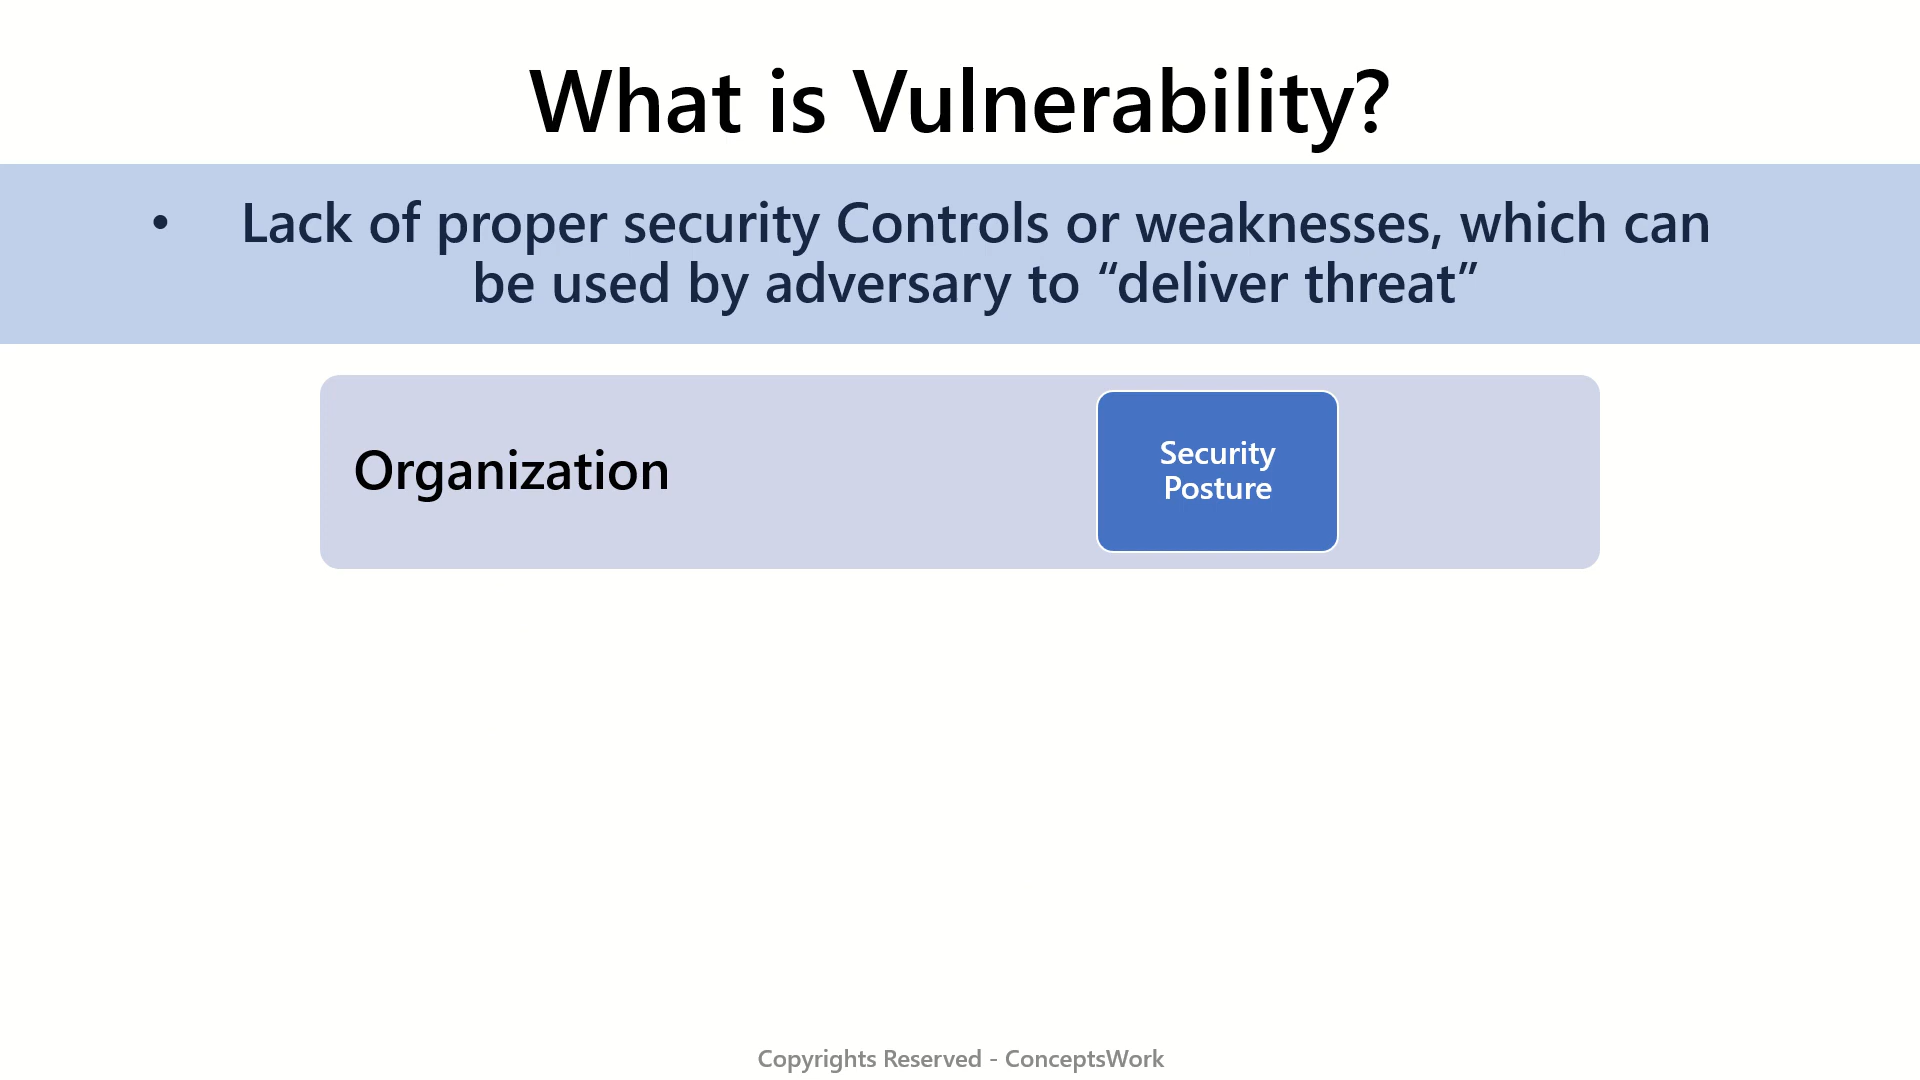 What is Vulnerability?
• Lack of proper security Controls or weaknesses, which can
be used by adversary to “deliver threat”
Organization
Security
Posture
Copyrights Reserved - ConceptsWork